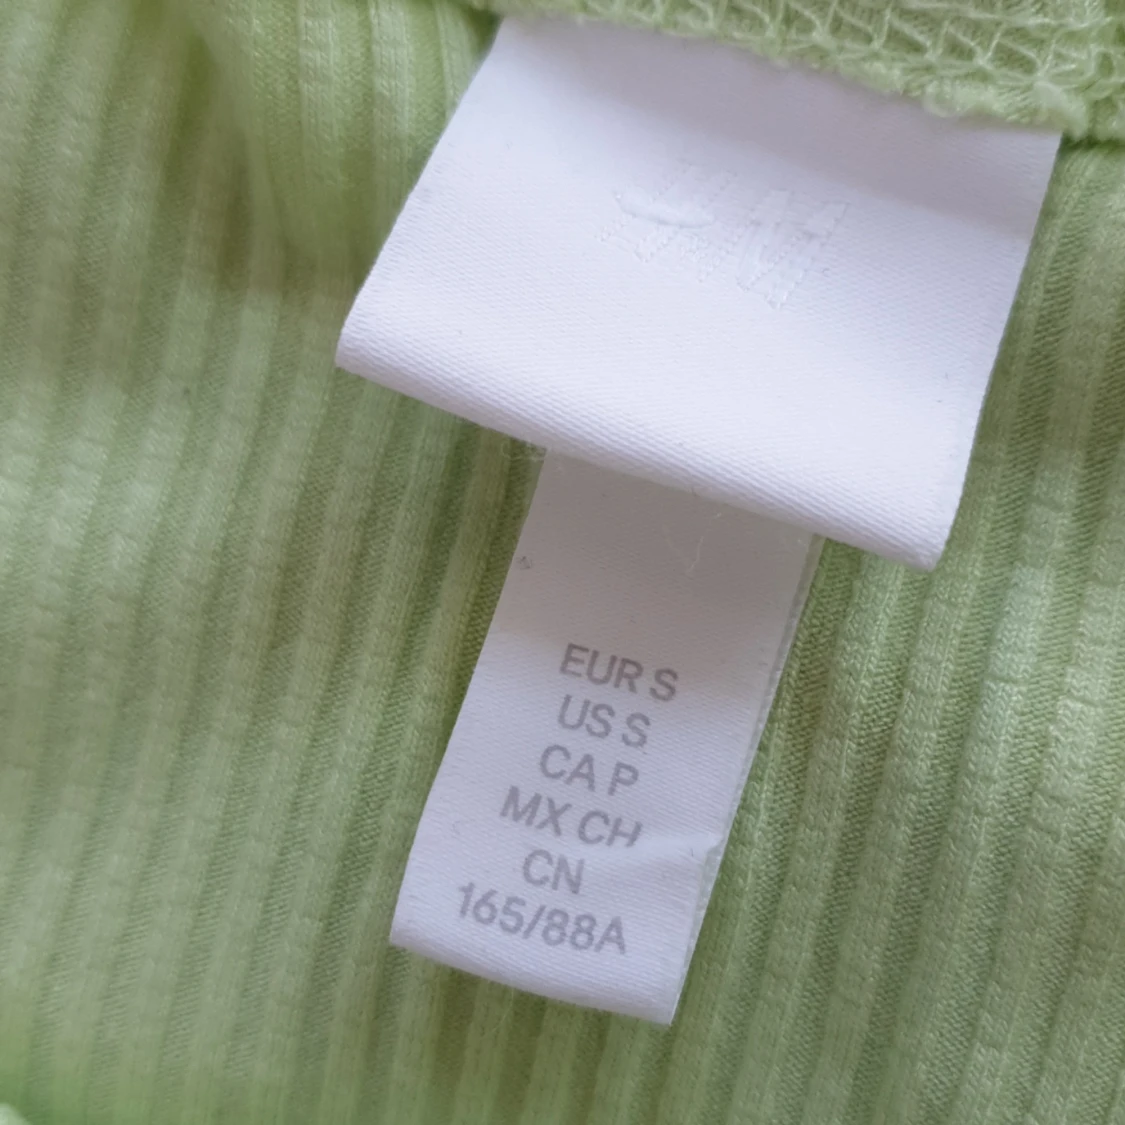 H&M
EUR S
US S
CA P
MX CH
CN
165/88A